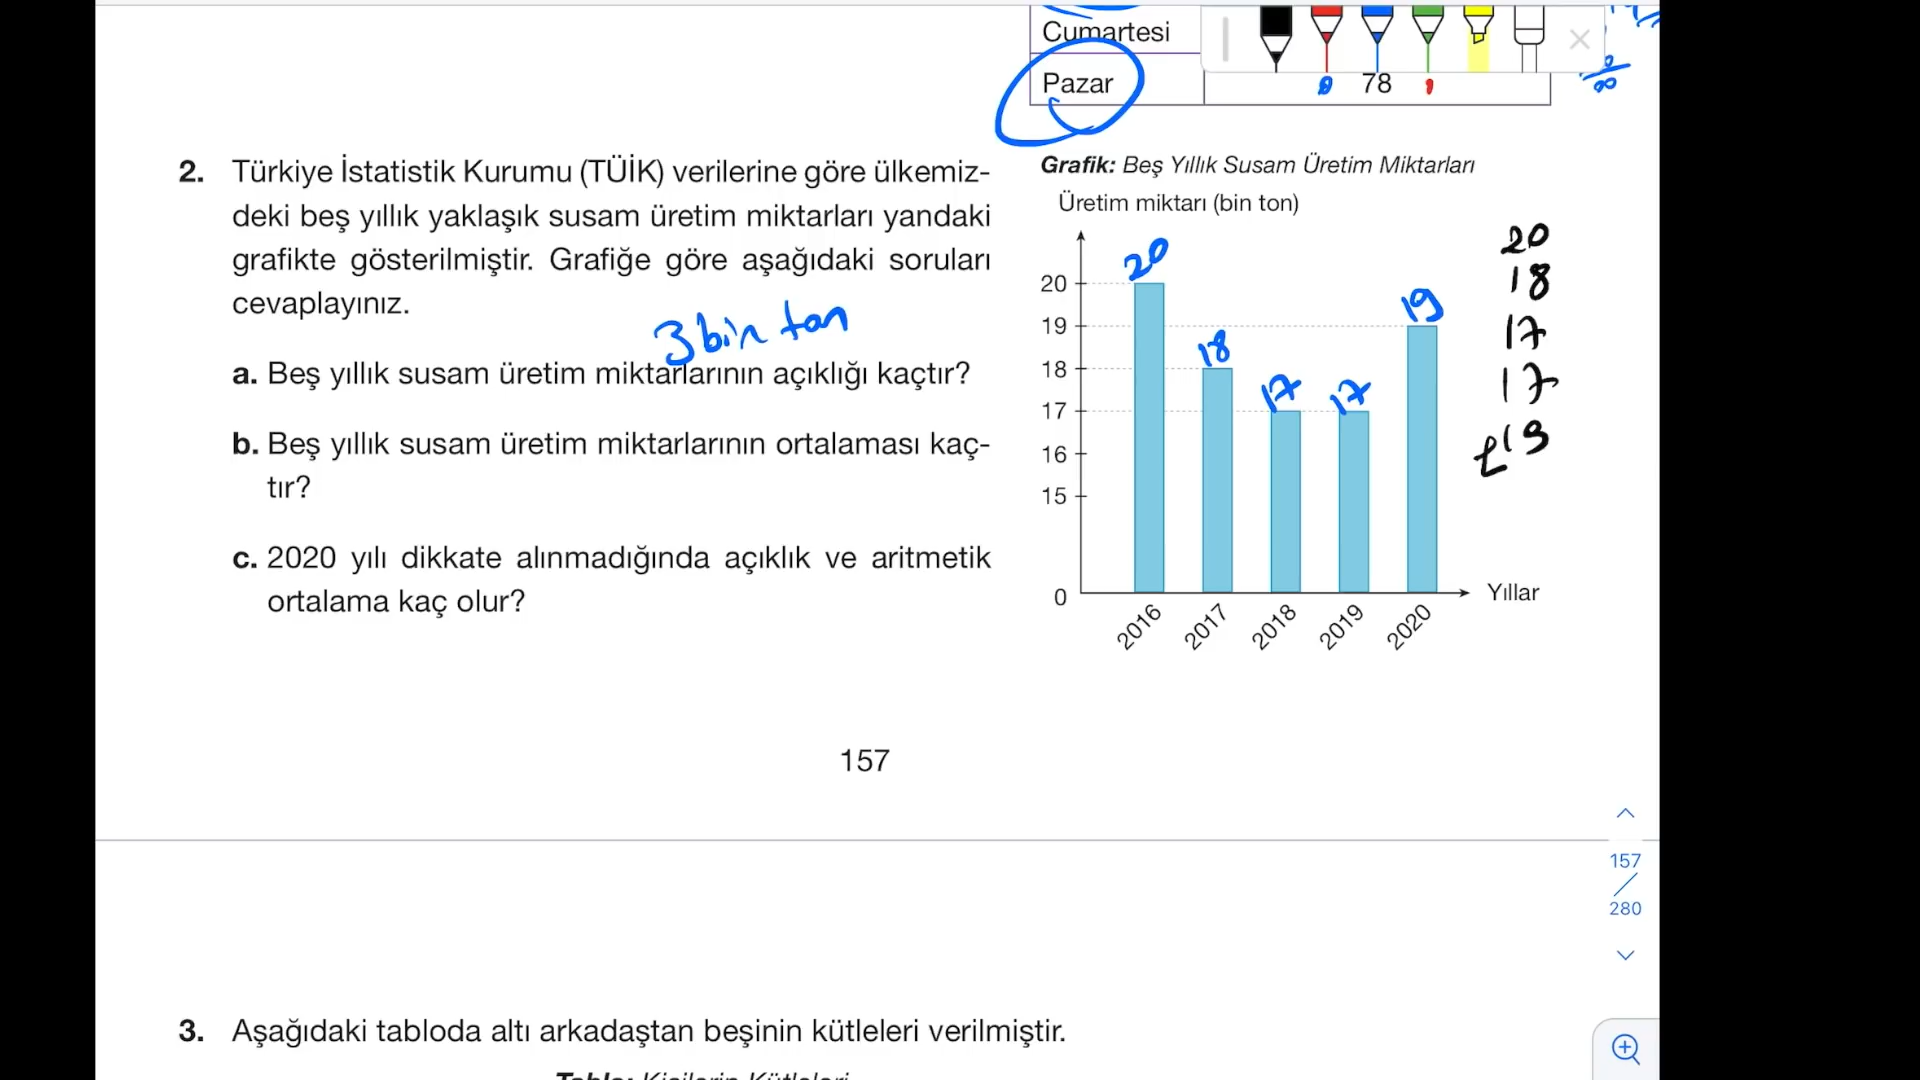 Cumartesi
Pazar
78
2. Türkiye İstatistik Kurumu (TÜİK) verilerine göre ülkemiz-
deki beş yıllık yaklaşık susam üretim miktarları yandaki
grafikte gösterilmiştir. Grafiğe göre aşağıdaki soruları
cevaplayınız.
3 bin ton
a. Beş yıllık susam üretim miktarlarının açıklığı kaçtır?
b. Beş yıllık susam üretim miktarlarının ortalaması kaç-
tır?
c. 2020 yılı dikkate alınmadığında açıklık ve aritmetik
ortalama kaç olur?
Grafik: Beş Yıllık Susam Üretim Miktarları
Üretim miktarı (bin ton)
20
18
17
17
19
20
19
18
17
16
15
0
2016
2017
2018
2019
2020
Yıllar
20
18
17
17
+19
157
157
280
3. Aşağıdaki tabloda altı arkadaştan beşinin kütleleri verilmiştir.
Tablo: Kişilerin Kütleleri